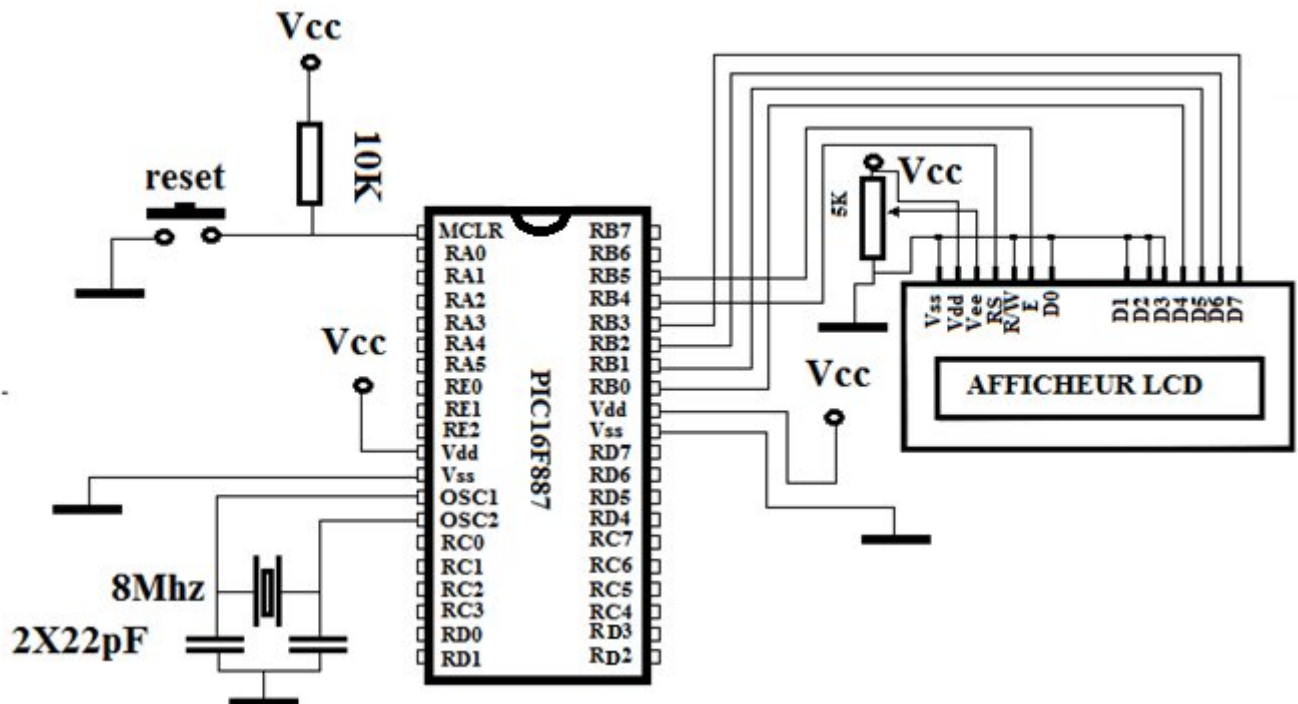 Vcc
10K
reset
Vcc
8Mhz
2X22pF
MCLR
RA0
RA1
RA2
RA3
RA4
RA5
RE0
RE1
RE2
Vdd
Vss
OSC1
OSC2
RC0
RC1
RC2
RC3
RD0
RD1
PIC16F887
RB7
RB6
RB5
RB4
RB3
RB2
RB1
RB0
Vdd
Vss
RD7
RD6
RD5
RD4
RC7
RC6
RC5
RC4
RD3
RD2
Vcc
5K
Vcc
Vss
Vdd
Vee
RS
R/W
E
D0
D1
D2
D3
D4
D5
D6
D7
AFFICHEUR LCD